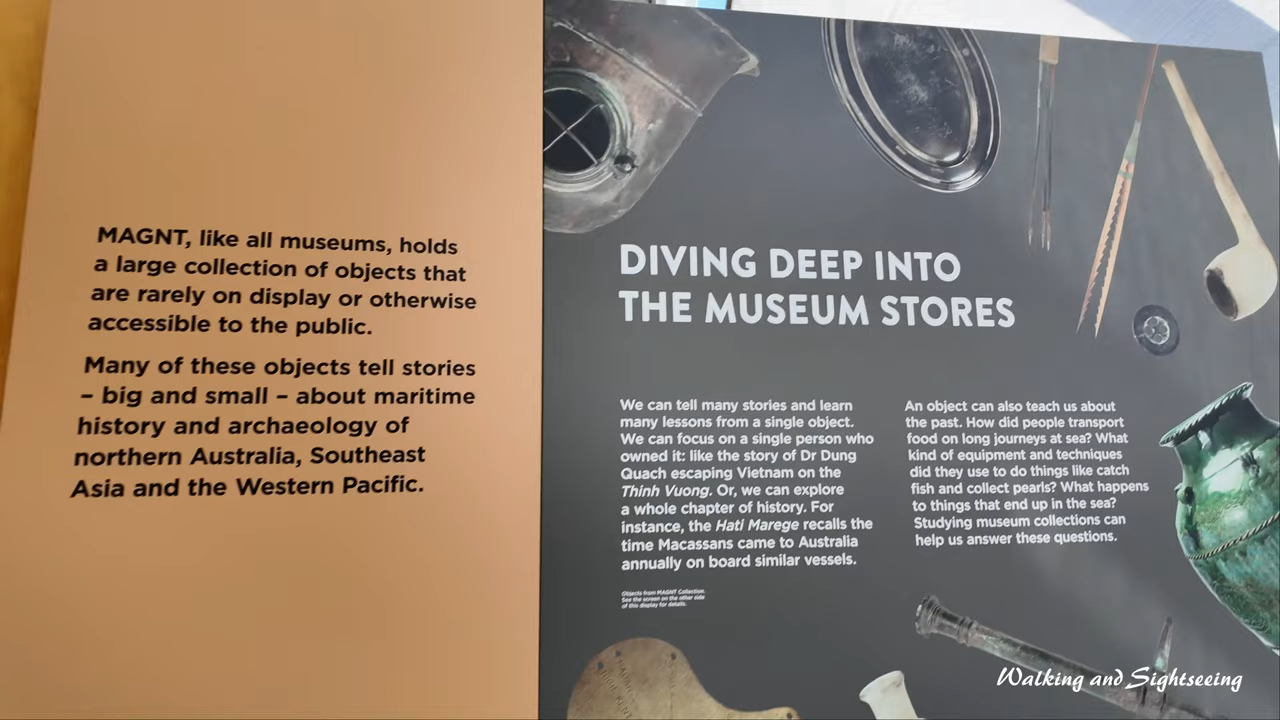 MAGNT, like all museums, holds
a large collection of objects that
are rarely on display or otherwise
accessible to the public.
Many of these objects tell stories
– big and small – about maritime
history and archaeology of
northern Australia, Southeast
Asia and the Western Pacific.
DIVING DEEP INTO
THE MUSEUM STORES
We can tell many stories and learn
many lessons from a single object.
We can focus on a single person who
owned it: like the story of Dr Dung
Quach escaping Vietnam on the
Thinh Vuong. Or, we can explore
a whole chapter of history. For
instance, the Hati Marege recalls the
time Macassans came to Australia
annually on board similar vessels.
Objects from MAGNT Collection.
See the screen on the other side
of this display for details.
An object can also teach us about
the past. How did people transport
food on long journeys at sea? What
kind of equipment and techniques
did they use to do things like catch
fish and collect pearls? What happens
to things that end up in the sea?
Studying museum collections can
help us answer these questions.
Walking and Sightseeing